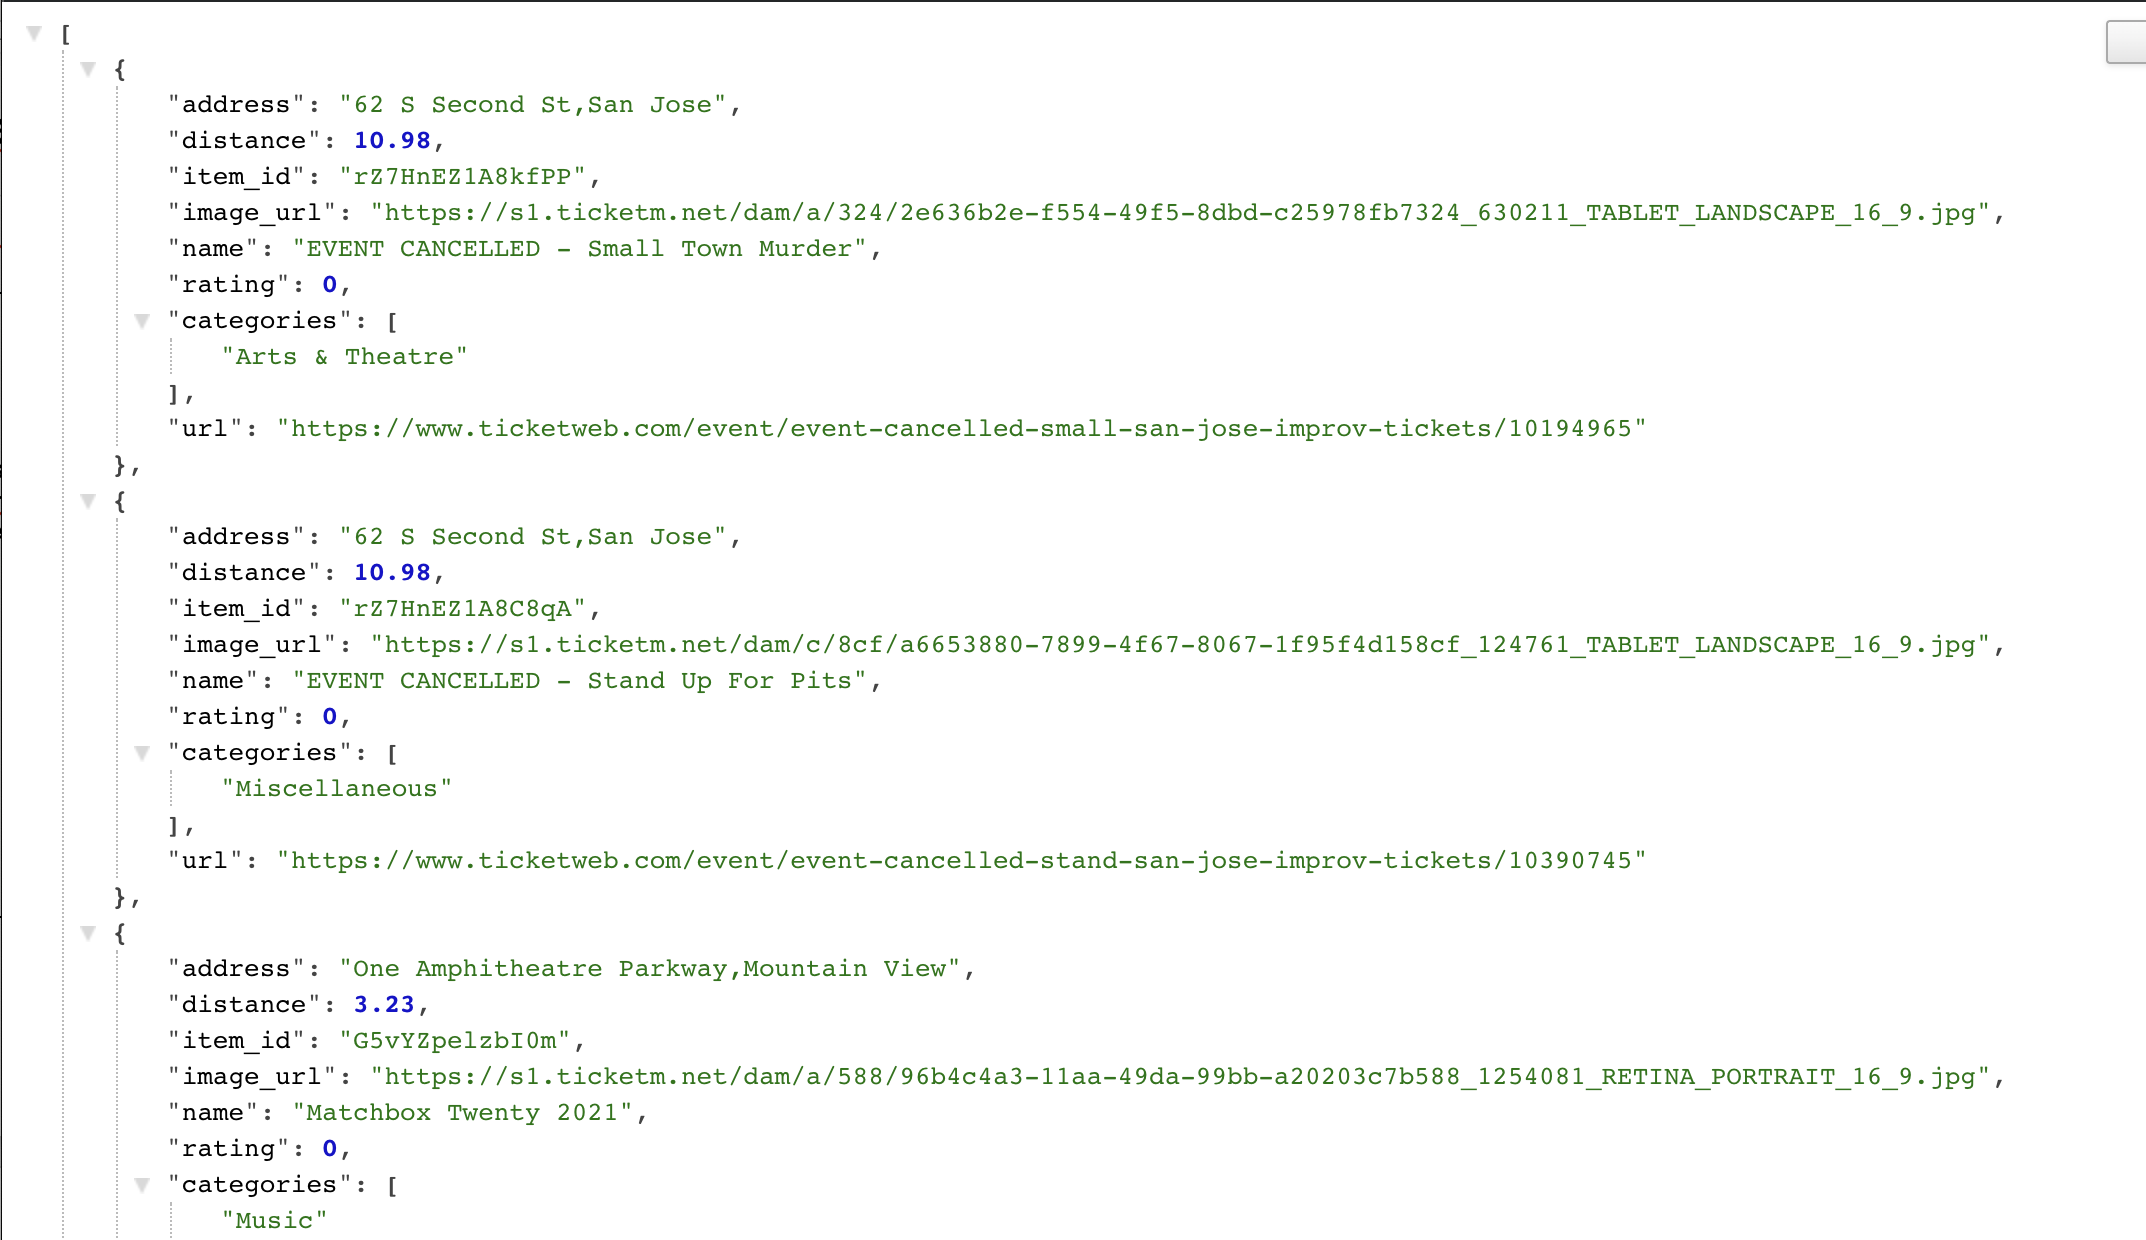 [
{
"address": "62 S Second St,San Jose",
"distance": 10.98,
"item_id": "rZ7HnEZ1A8kfPP",
"image_url": "https://s1.ticketm.net/dam/a/324/2e636b2e-f554-49f5-8dbd-c25978fb7324_630211_TABLET_LANDSCAPE_16_9.jpg",
"name": "EVENT CANCELLED - Small Town Murder",
"rating": 0,
"categories": [
"Arts & Theatre"
],
"url": "https://www.ticketweb.com/event/event-cancelled-small-san-jose-improv-tickets/10194965"
},
{
"address": "62 S Second St,San Jose",
"distance": 10.98,
"item_id": "rZ7HnEZ1A8C8qA",
"image_url": "https://s1.ticketm.net/dam/c/8cf/a6653880-7899-4f67-8067-1f95f4d158cf_124761_TABLET_LANDSCAPE_16_9.jpg",
"name": "EVENT CANCELLED - Stand Up For Pits",
"rating": 0,
"categories": [
"Miscellaneous"
],
"url": "https://www.ticketweb.com/event/event-cancelled-stand-san-jose-improv-tickets/10390745"
},
{
"address": "One Amphitheatre Parkway,Mountain View",
"distance": 3.23,
"item_id": "G5vYZpelzbI0m",
"image_url": "https://s1.ticketm.net/dam/a/588/96b4c4a3-11aa-49da-99bb-a20203c7b588_1254081_RETINA_PORTRAIT_16_9.jpg",
"name": "Matchbox Twenty 2021",
"rating": 0,
"categories": [
"Music"